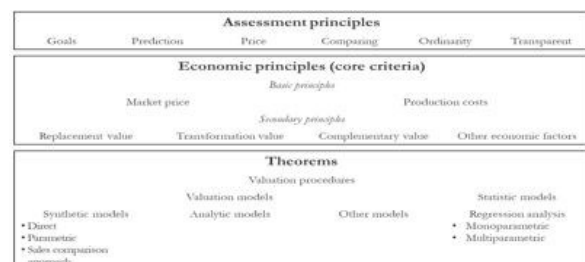 Assessment principles
Goals Prediction Price Comparing Ordinarity Transparent
Economic principles (core criteria)
Basic principles
Market price Production costs
Secondary principles
Replacement value Transformation value Complementary value Other economic factors
Theorems
Valuation procedures
Valuation models Statistic models
Synthetic models Analytic models Other models Regression analysis
• Direct • Monoparametric
• Parametric • Multiparametric
• Sales comparison